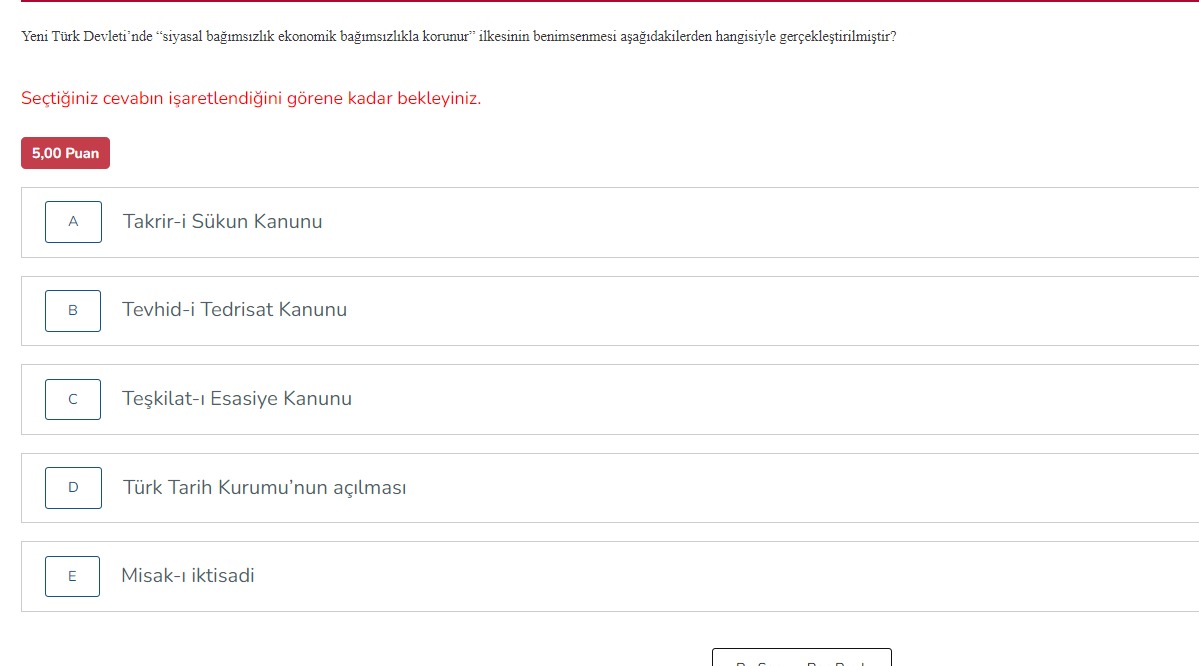 Yeni Türk Devleti’nde “siyasal bağımsızlık ekonomik bağımsızlıkla korunur” ilkesinin benimsenmesi aşağıdakilerden hangisiyle gerçekleştirilmiştir?
Seçtiğiniz cevabın işaretlendiğini görene kadar bekleyiniz.
5,00 Puan
A Takrir-i Sükun Kanunu
B Tevhid-i Tedrisat Kanunu
C Teşkilat-ı Esasiye Kanunu
D Türk Tarih Kurumu’nun açılması
E Misak-ı iktisadi